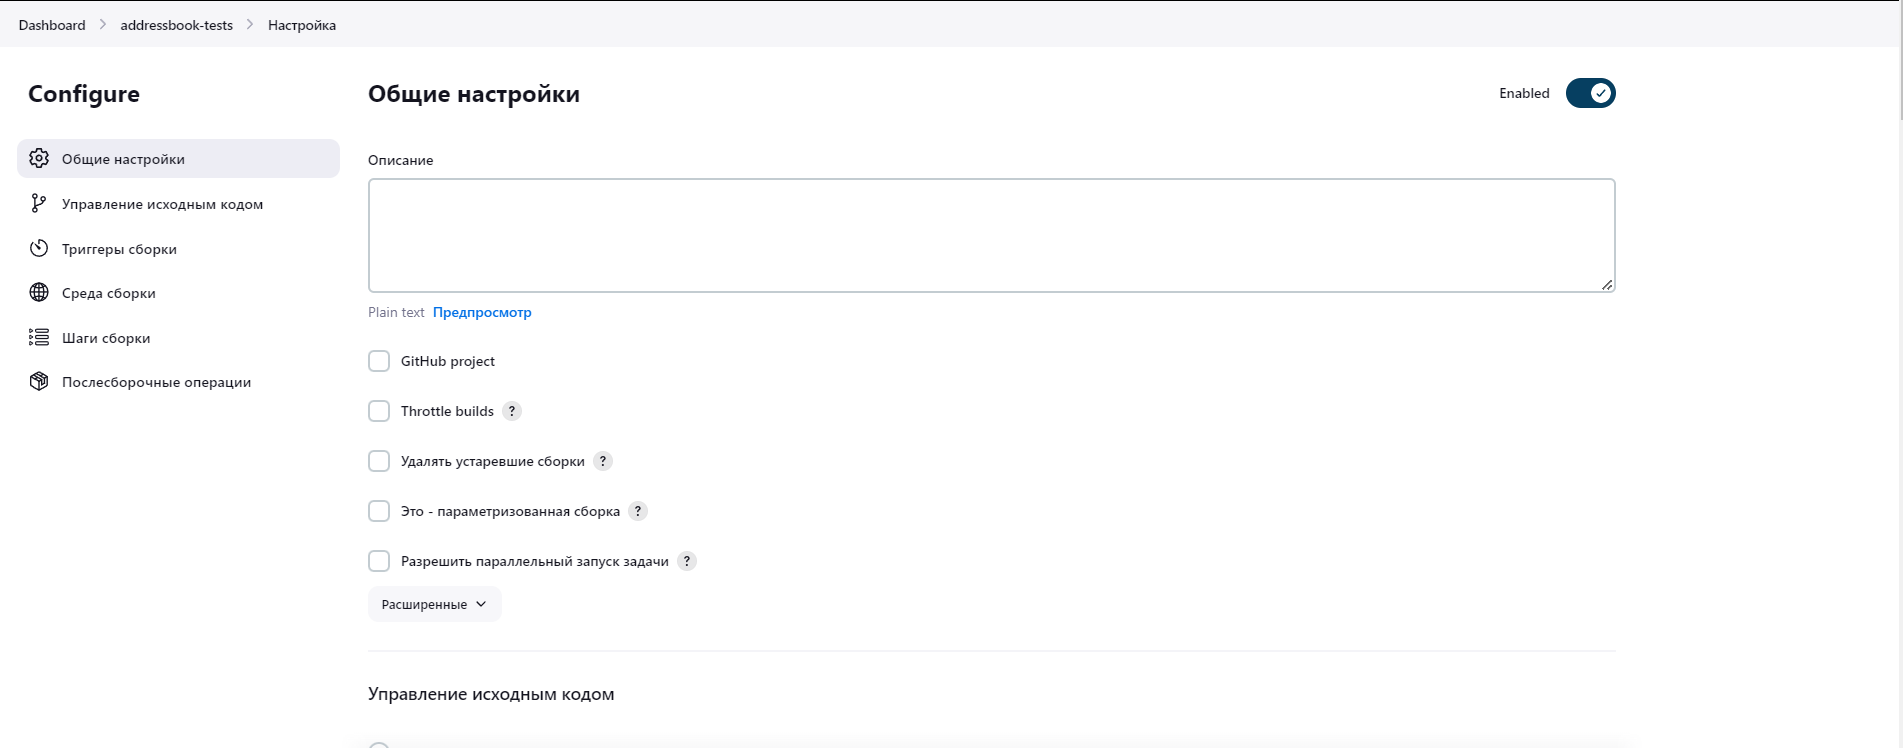 Dashboard > addressbook-tests > Настройка
Configure
Общие настройки
Управление исходным кодом
Триггеры сборки
Среда сборки
Шаги сборки
Послесборочные операции
Общие настройки
Enabled
Описание
Plain text Предпросмотр
GitHub project
Throttle builds ?
Удалять устаревшие сборки ?
Это - параметризованная сборка ?
Разрешить параллельный запуск задачи ?
Расширенные
Управление исходным кодом